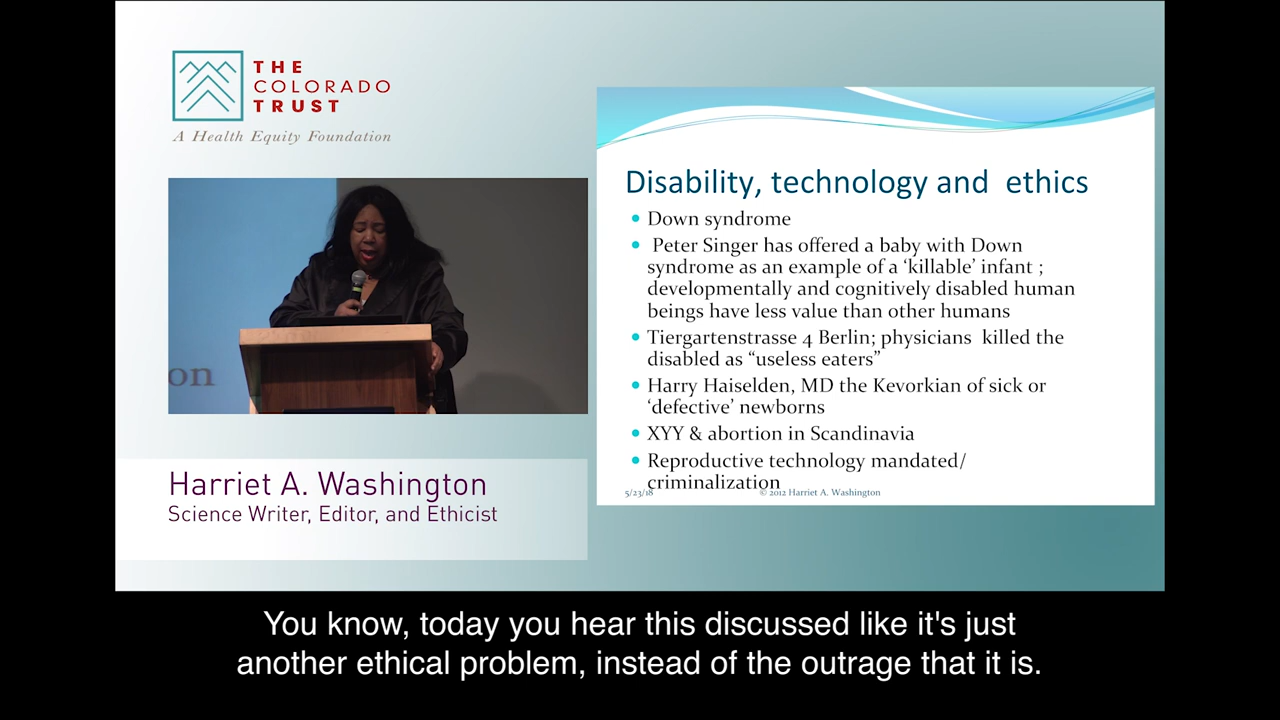 THE
COLORADO
TRUST
A Health Equity Foundation
on
Harriet A. Washington
Science Writer, Editor, and Ethicist
Disability, technology and ethics
• Down syndrome
• Peter Singer has offered a baby with Down
syndrome as an example of a ‘killable’ infant ;
developmentally and cognitively disabled human
beings have less value than other humans
• Tiergartenstrasse 4 Berlin; physicians killed the
disabled as “useless eaters”
• Harry Haiselden, MD the Kevorkian of sick or
‘defective’ newborns
• XYY & abortion in Scandinavia
• Reproductive technology mandated/
criminalization
5/23/18 © 2012 Harriet A. Washington
You know, today you hear this discussed like it's just
another ethical problem, instead of the outrage that it is.